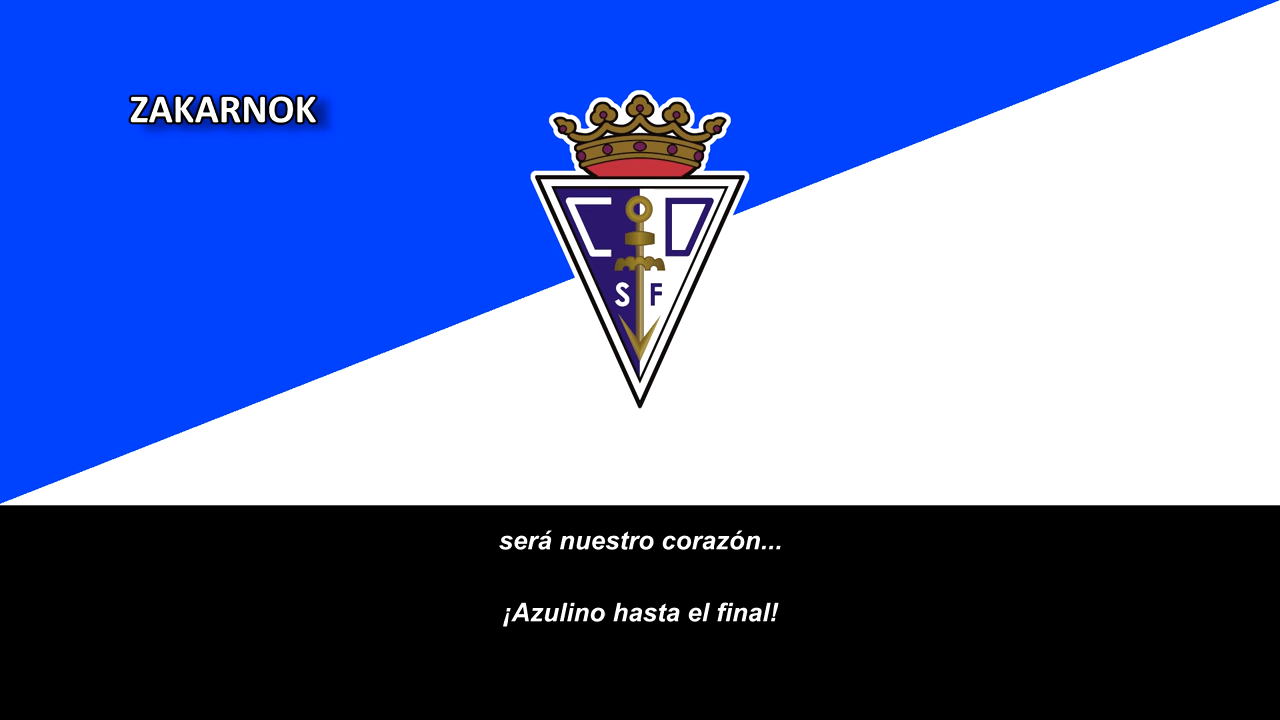 ZAKARNOK
C D
S F
será nuestro corazón...
¡Azulino hasta el final!